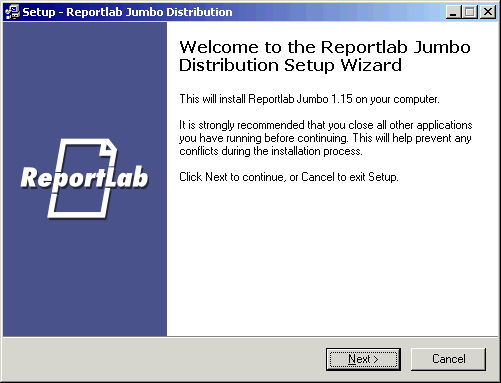 Setup - Reportlab Jumbo Distribution
Welcome to the Reportlab Jumbo
Distribution Setup Wizard
This will install Reportlab Jumbo 1.15 on your computer.
It is strongly recommended that you close all other applications
you have running before continuing. This will help prevent any
conflicts during the installation process.
Click Next to continue, or Cancel to exit Setup.
ReportLab
Next >
Cancel